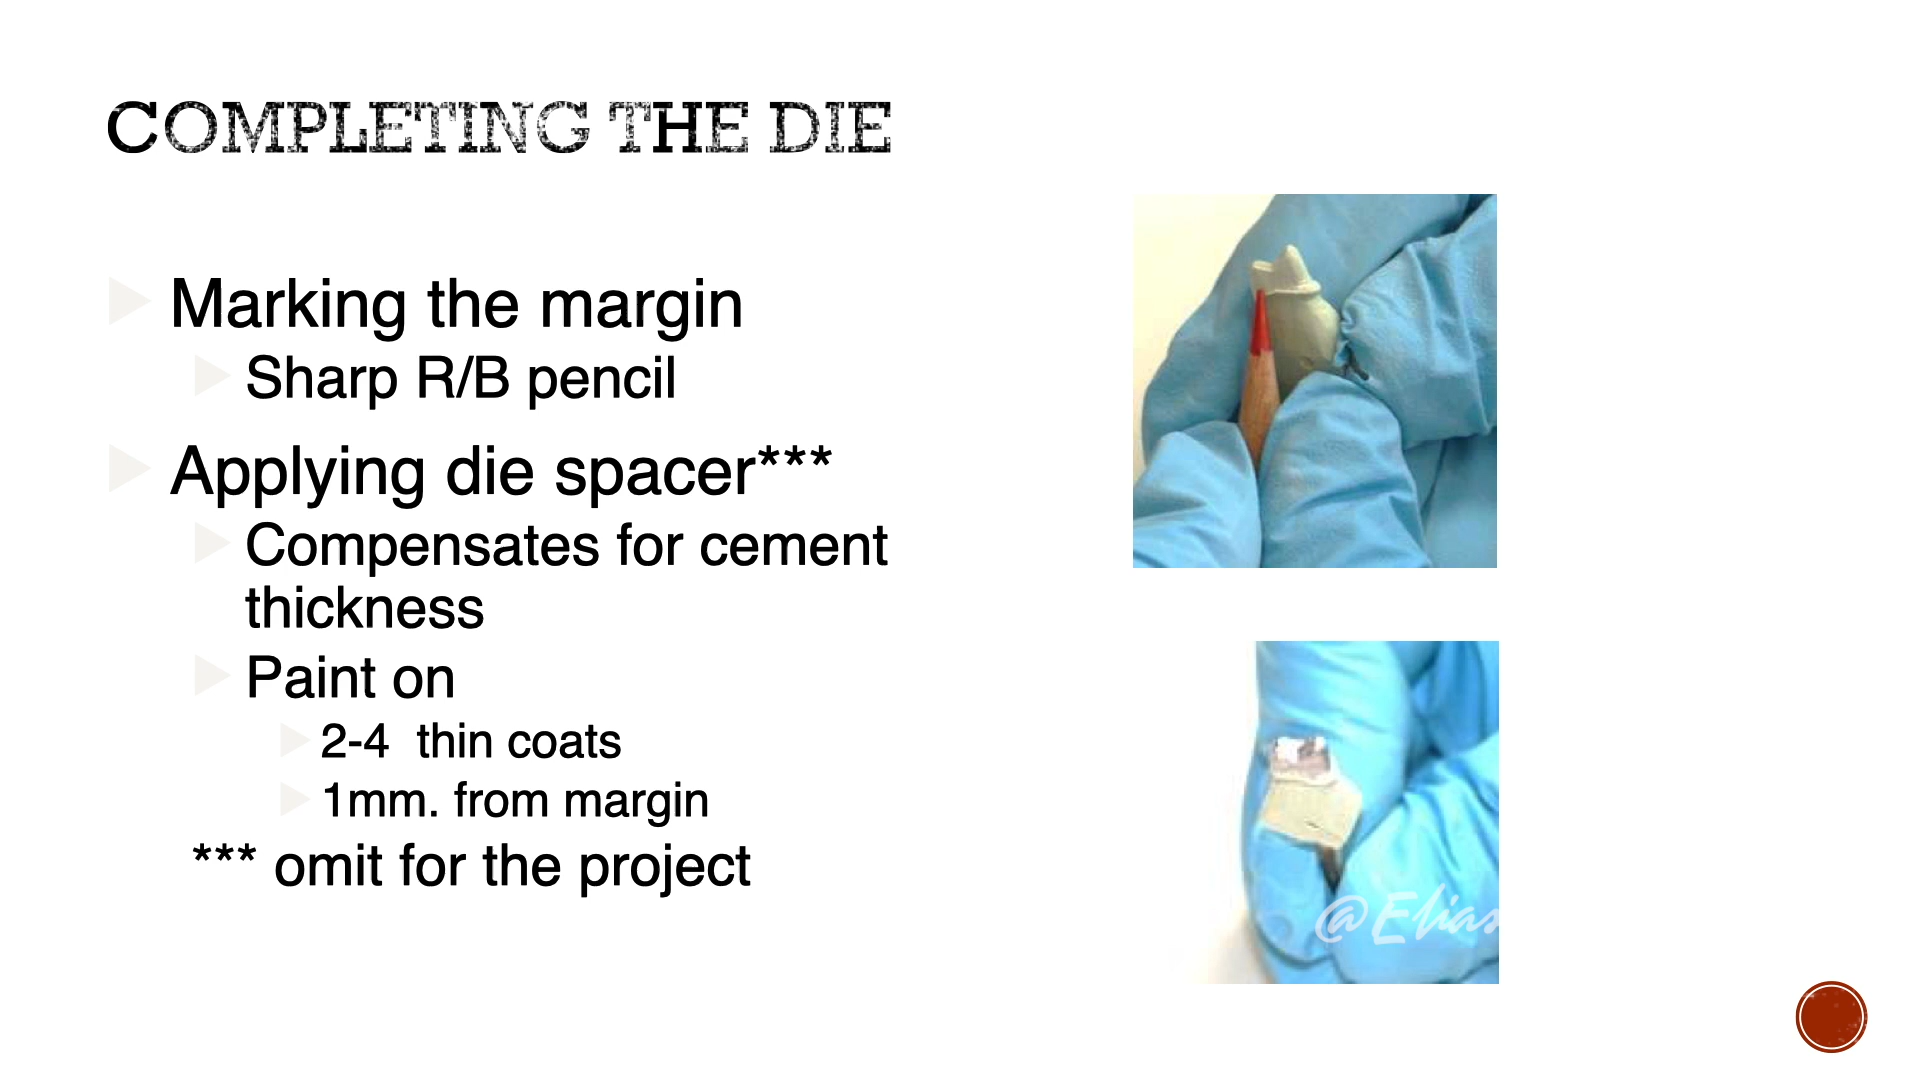 COMPLETING THE DIE
Marking the margin
Sharp R/B pencil
Applying die spacer***
Compensates for cement
thickness
Paint on
2-4  thin coats
1mm. from margin
*** omit for the project
@Elias